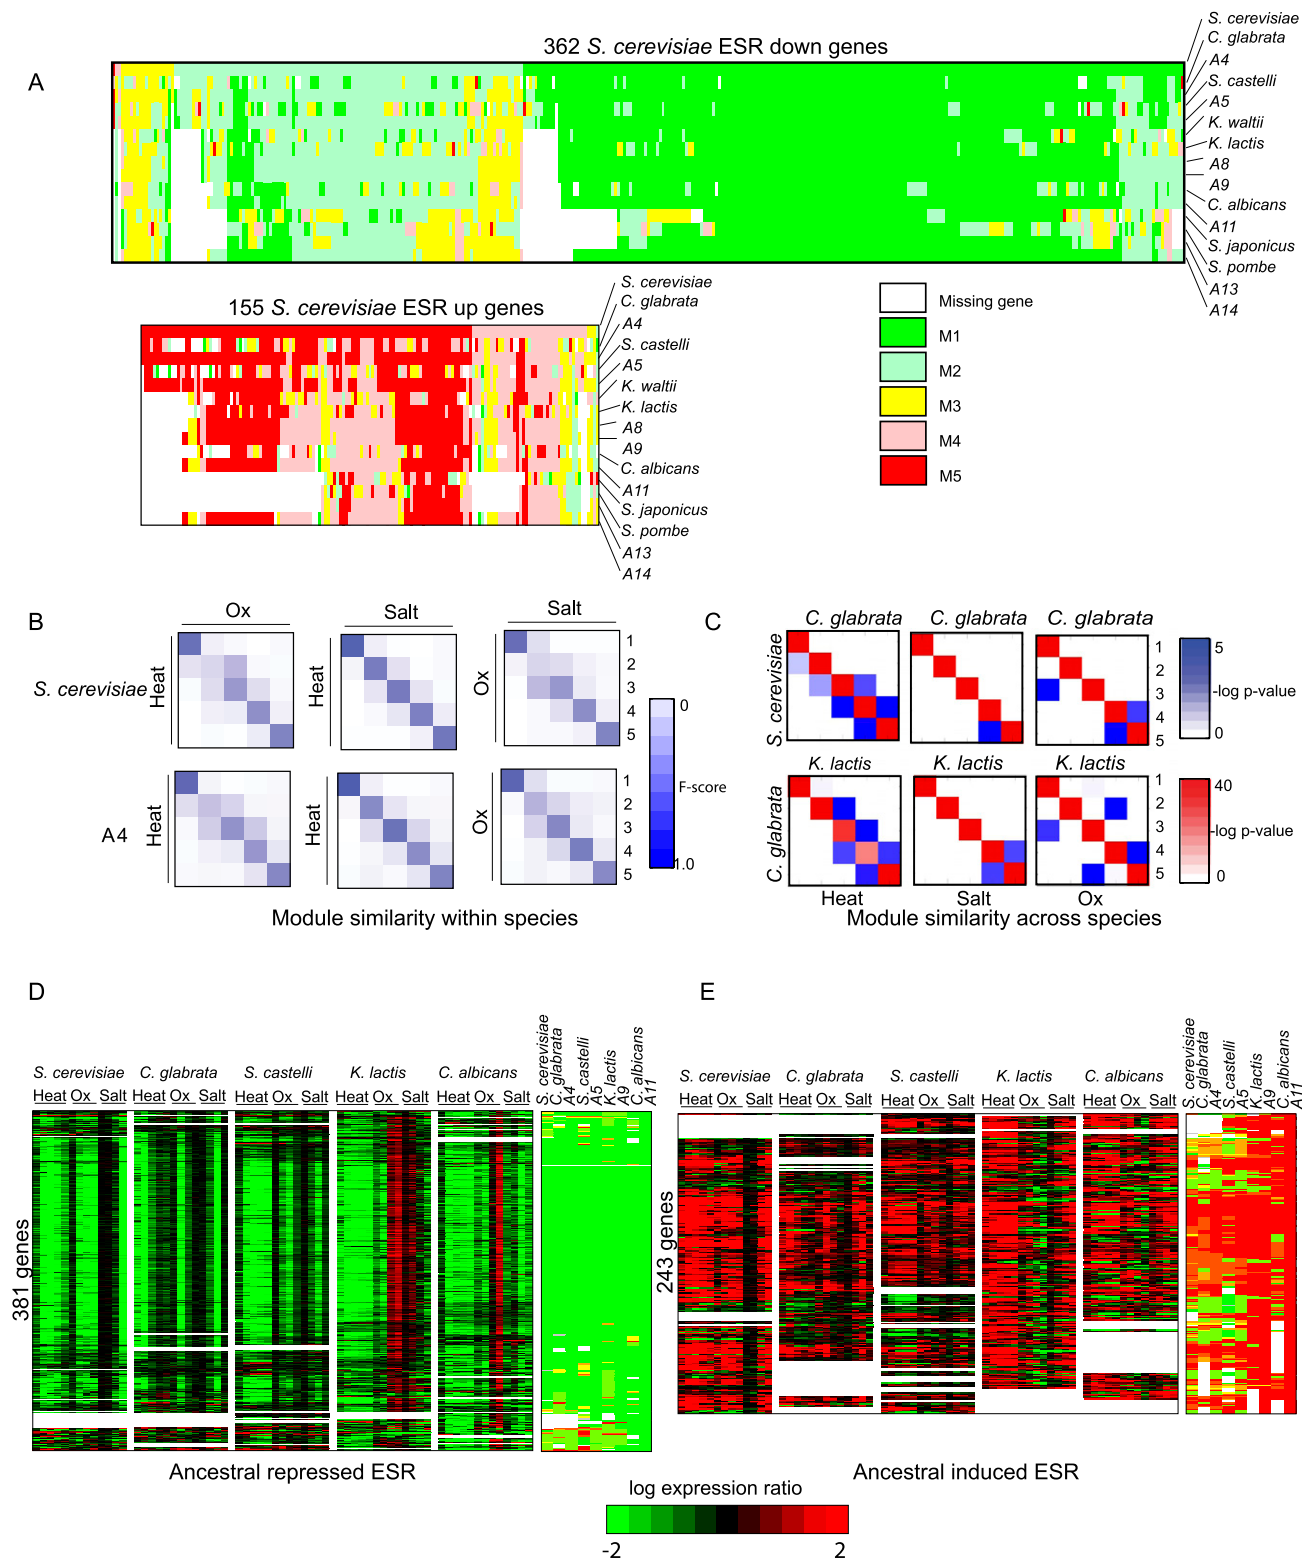 A
362 S. cerevisiae ESR down genes
S. cerevisiae
C. glabrata
A4
S. castelli
A5
K. waltii
K. lactis
A8
A9
C. albicans
A11
S. japonicus
S. pombe
A13
A14
155 S. cerevisiae ESR up genes
S. cerevisiae
C. glabrata
A4
S. castelli
A5
K. waltii
K. lactis
A8
A9
C. albicans
A11
S. japonicus
S. pombe
A13
A14
Missing gene
M1
M2
M3
M4
M5
B
Ox
Salt
Salt
S. cerevisiae
Heat
Heat
Ox
1
2
3
4
5
A4
Heat
Heat
Ox
1
2
3
4
5
0
F-score
1.0
Module similarity within species
C
C. glabrata
C. glabrata
C. glabrata
S. cerevisiae
1
2
3
4
5
5
-log p-value
0
K. lactis
K. lactis
K. lactis
C. glabrata
1
2
3
4
5
40
-log p-value
0
Heat
Salt
Ox
Module similarity across species
D
S. cerevisiae
C. glabrata
S. castelli
K. lactis
C. albicans
Heat Ox Salt
Heat Ox Salt
Heat Ox Salt
Heat Ox Salt
Heat Ox Salt
S. cerevisiae
C. glabrata
A4
S. castelli
A5
K. lactis
A9
C. albicans
A11
381 genes
Ancestral repressed ESR
E
S. cerevisiae
C. glabrata
S. castelli
K. lactis
C. albicans
Heat Ox Salt
Heat Ox Salt
Heat Ox Salt
Heat Ox Salt
Heat Ox Salt
S. cerevisiae
C. glabrata
A4
S. castelli
A5
K. lactis
A9
C. albicans
A11
243 genes
Ancestral induced ESR
log expression ratio
-2
2